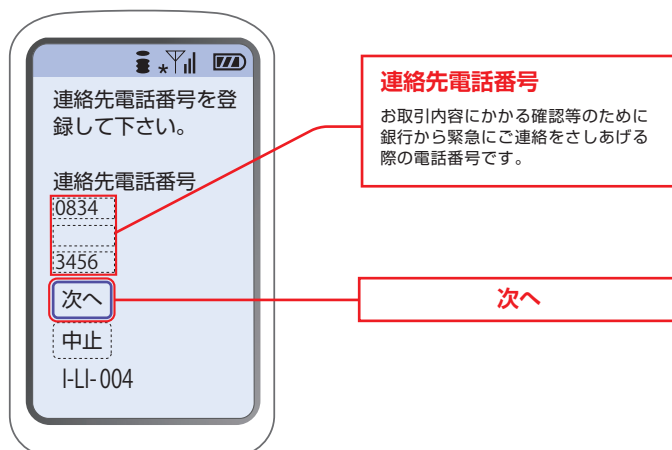 連絡先電話番号を登
録して下さい。
連絡先電話番号
0834
3456
次へ
中止
I-LI-004
連絡先電話番号
お取引内容にかかる確認等のために
銀行から緊急にご連絡をさしあげる
際の電話番号です。
次へ